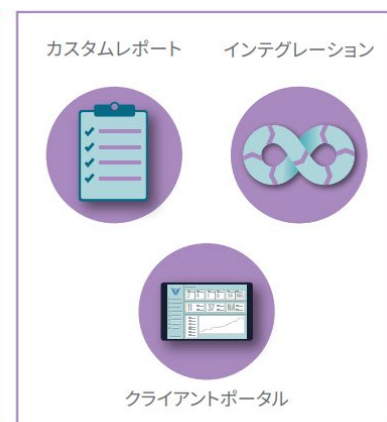 カスタムレポート
インテグレーション
クライアントポータル